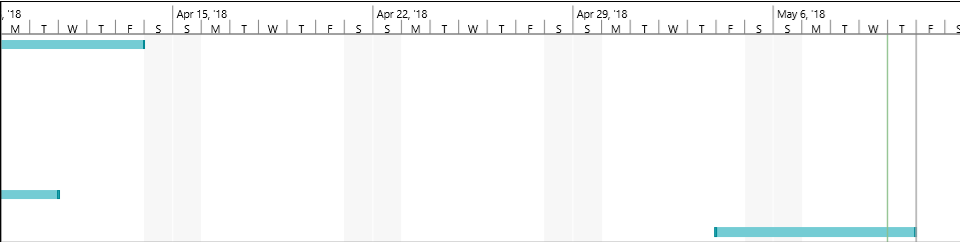 , '18 Apr 15, '18 Apr 22, '18 Apr 29, '18 May 6, '18
M T W T F S S M T W T F S S M T W T F S S M T W T F S S M T W T F S